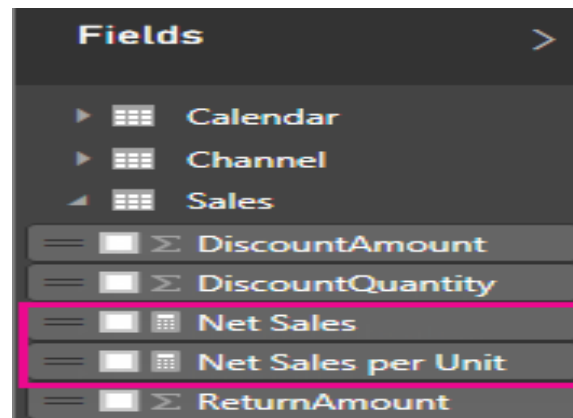 Fields
Calendar
Channel
Sales
DiscountAmount
DiscountQuantity
Net Sales
Net Sales per Unit
ReturnAmount